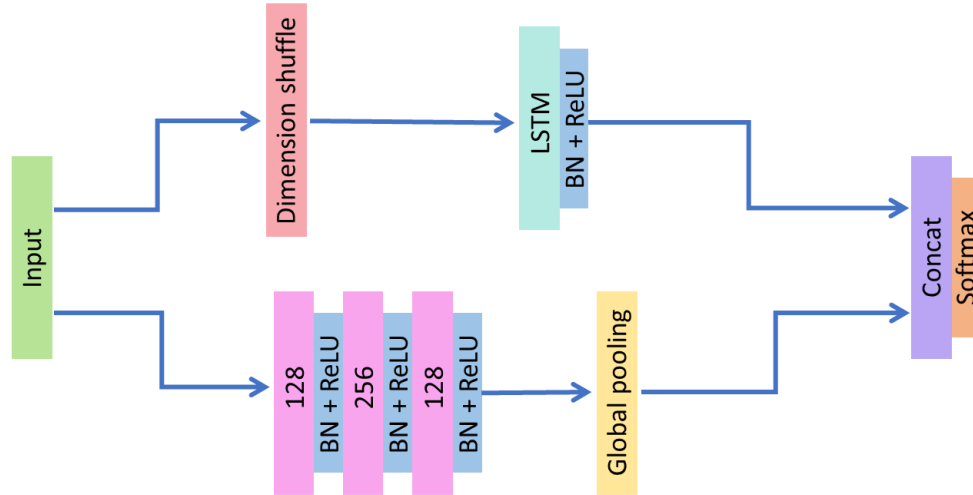 Input
Dimension shuffle
LSTM
BN + ReLU
128
BN + ReLU
256
BN + ReLU
128
BN + ReLU
Global pooling
Concat
Softmax